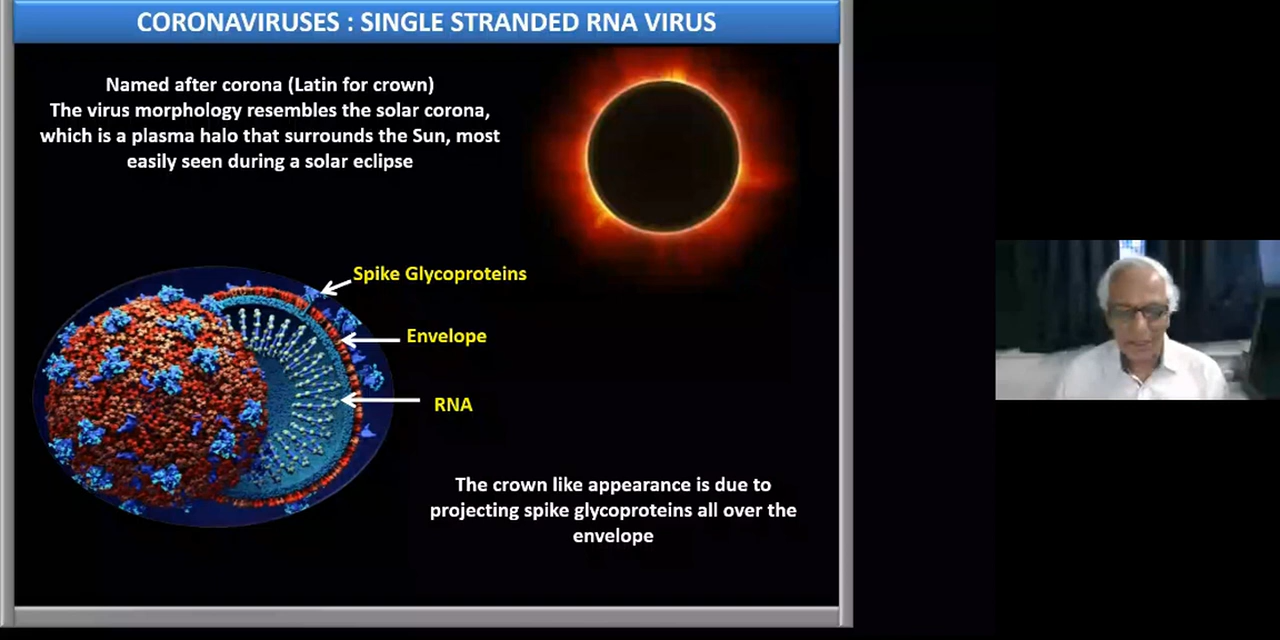 CORONAVIRUSES : SINGLE STRANDED RNA VIRUS
Named after corona (Latin for crown)
The virus morphology resembles the solar corona,
which is a plasma halo that surrounds the Sun, most
easily seen during a solar eclipse
Spike Glycoproteins
Envelope
RNA
The crown like appearance is due to
projecting spike glycoproteins all over the
envelope